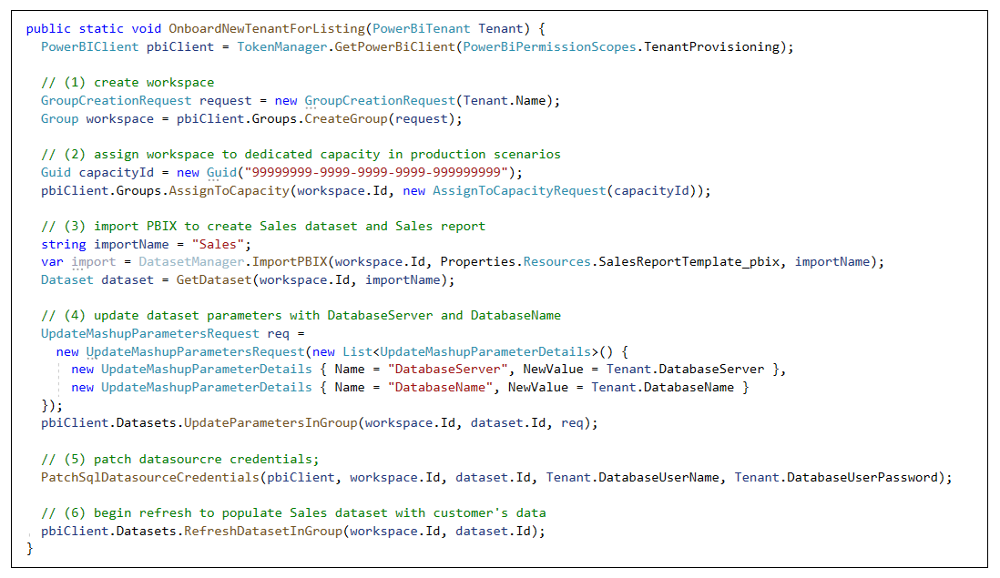 public static void OnboardNewTenantForListing(PowerBiTenant Tenant) {
PowerBIClient pbiClient = TokenManager.GetPowerBiClient(PowerBiPermissionScopes.TenantProvisioning);
// (1) create workspace
GroupCreationRequest request = new GroupCreationRequest(Tenant.Name);
Group workspace = pbiClient.Groups.CreateGroup(request);
// (2) assign workspace to dedicated capacity in production scenarios
Guid capacityId = new Guid("99999999-9999-9999-9999-999999999");
pbiClient.Groups.AssignToCapacity(workspace.Id, new AssignToCapacityRequest(capacityId));
// (3) import PBIX to create Sales dataset and Sales report
string importName = "Sales";
var import = DatasetManager.ImportPBIX(workspace.Id, Properties.Resources.SalesReportTemplate_pbix, importName);
Dataset dataset = GetDataset(workspace.Id, importName);
// (4) update dataset parameters with DatabaseServer and DatabaseName
UpdateMashupParametersRequest req =
new UpdateMashupParametersRequest(new List<UpdateMashupParameterDetails>() {
new UpdateMashupParameterDetails { Name = "DatabaseServer", NewValue = Tenant.DatabaseServer },
new UpdateMashupParameterDetails { Name = "DatabaseName", NewValue = Tenant.DatabaseName }
});
pbiClient.Datasets.UpdateParametersInGroup(workspace.Id, dataset.Id, req);
// (5) patch datasourcre credentials;
PatchSqlDatasourceCredentials(pbiClient, workspace.Id, dataset.Id, Tenant.DatabaseUserName, Tenant.DatabaseUserPassword);
// (6) begin refresh to populate Sales dataset with customer's data
pbiClient.Datasets.RefreshDatasetInGroup(workspace.Id, dataset.Id);
}